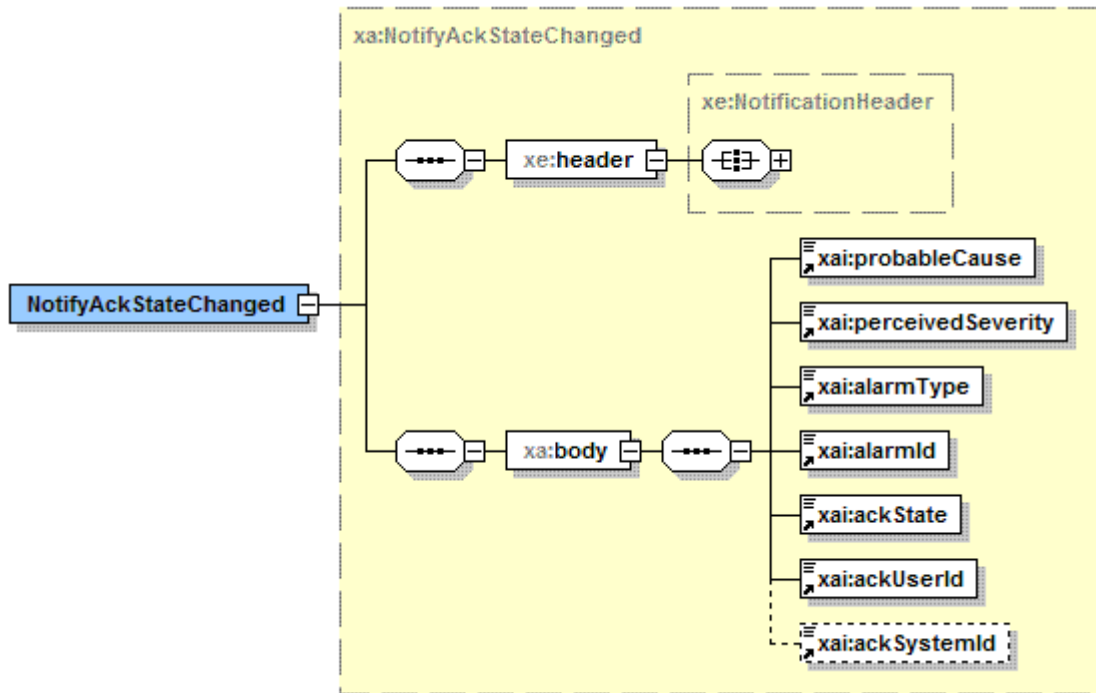 xa:NotifyAckStateChanged
xe:NotificationHeader
xe:header
xai:probableCause
NotifyAckStateChanged
xai:perceivedSeverity
xai:alarmType
xa:body
xai:alarmId
xai:ackState
xai:ackUserId
xai:ackSystemId